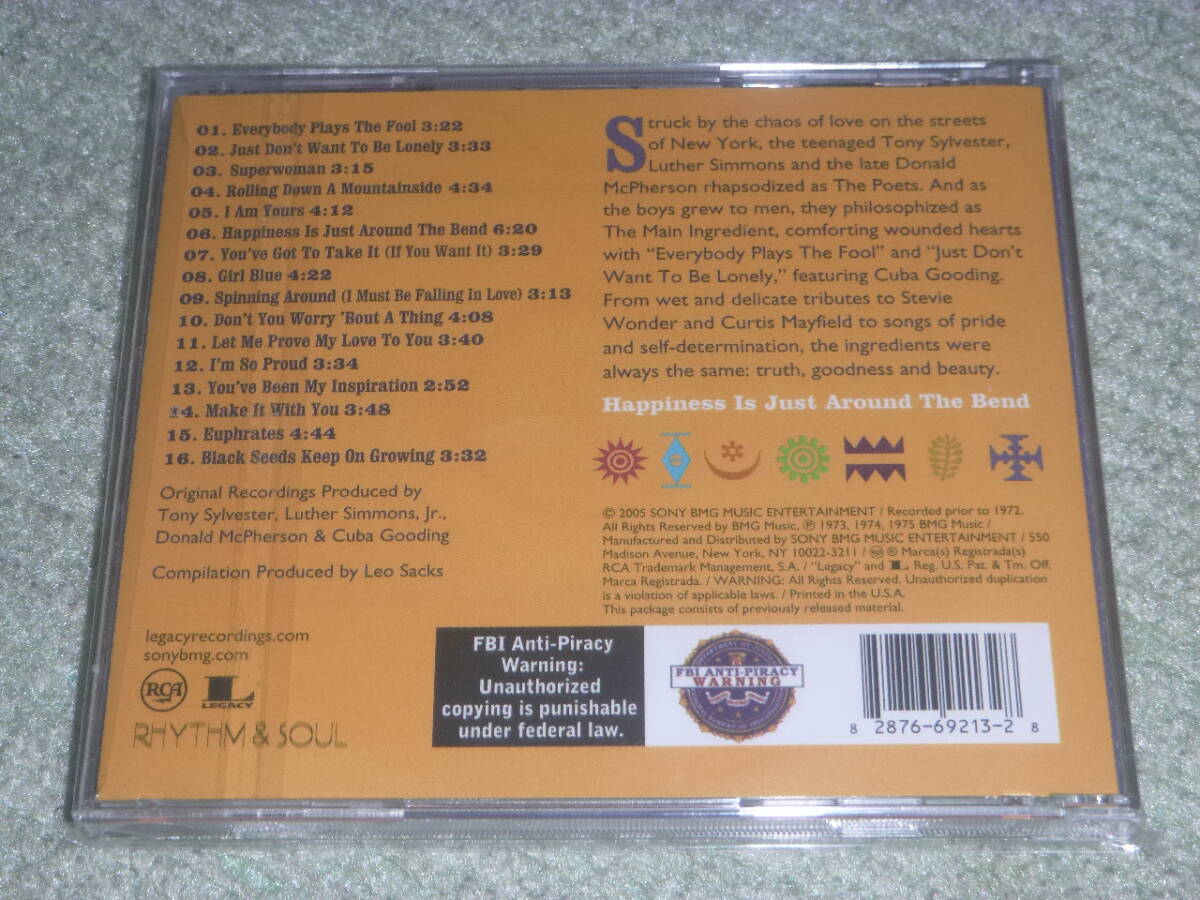 01. Everybody Plays The Fool 3:22
02. Just Don't Want To Be Lonely 3:33
03. Superwoman 3:15
04. Rolling Down A Mountainside 4:34
05. I Am Yours 4:12
06. Happiness Is Just Around The Bend 6:20
07. You've Got To Take It (If You Want It) 3:29
08. Girl Blue 4:22
09. Spinning Around (I Must Be Falling In Love) 3:13
10. Don't You Worry 'Bout A Thing 4:08
11. Let Me Prove My Love To You 3:40
12. I'm So Proud 3:34
13. You've Been My Inspiration 2:52
*4. Make It With You 3:48
15. Euphrates 4:44
16. Black Seeds Keep On Growing 3:32
Original Recordings Produced by
Tony Sylvester, Luther Simmons, Jr.,
Donald McPherson & Cuba Gooding
Compilation Produced by Leo Sacks
legacyrecordings.com
sonybmg.com
RCA
L
LEGACY
RHYTHM & SOUL
Struck by the chaos of love on the streets
of New York, the teenaged Tony Sylvester,
Luther Simmons and the late Donald
McPherson rhapsodized as The Poets. And as
the boys grew to men, they philosophized as
The Main Ingredient, comforting wounded hearts
with "Everybody Plays The Fool" and "Just Don't
Want To Be Lonely," featuring Cuba Gooding.
From wet and delicate tributes to Stevie
Wonder and Curtis Mayfield to songs of pride
and self-determination, the ingredients were
always the same: truth, goodness and beauty.
Happiness Is Just Around The Bend
© 2005 SONY BMG MUSIC ENTERTAINMENT / Recorded prior to 1972.
All Rights Reserved by BMG Music, ℗ 1973, 1974, 1975 BMG Music /
Manufactured and Distributed by SONY BMG MUSIC ENTERTAINMENT / 550
Madison Avenue, New York, NY 10022-3211 / ® Marca(s) Registrada(s)
RCA Trademark Management, S.A. / "Legacy" and L Reg. U.S. Pat. & Tm. Off.
Marca Registrada. / WARNING: All Rights Reserved. Unauthorized duplication
is a violation of applicable laws. / Printed in the U.S.A.
This package consists of previously released material.
FBI Anti-Piracy
Warning:
Unauthorized
copying is punishable
under federal law.
FBI ANTI-PIRACY
WARNING
8 2876-69213-2 8